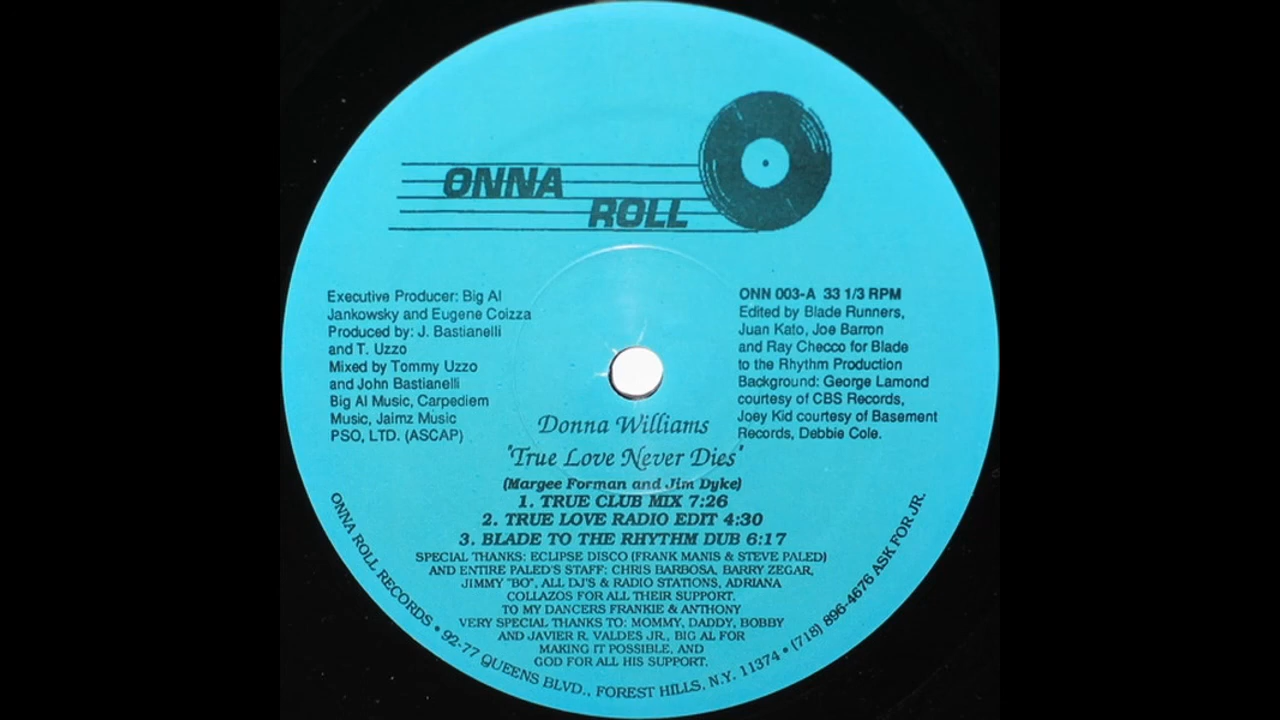 ONNA
ROLL
Executive Producer: Big Al
Jankowsky and Eugene Coizza
Produced by: J. Bastianelli
and T. Uzzo
Mixed by Tommy Uzzo
and John Bastianelli
Big Al Music, Carpediem
Music, Jaimz Music
PSO, LTD. (ASCAP)
ONN 003-A 33 1/3 RPM
Edited by Blade Runners,
Juan Kato, Joe Barron
and Ray Checco for Blade
to the Rhythm Production
Background: George Lamond
courtesy of CBS Records,
Joey Kid courtesy of Basement
Records, Debbie Cole.
Donna Williams
"True Love Never Dies"
(Margee Forman and Jim Dyke)
1. TRUE CLUB MIX 7:26
2. TRUE LOVE RADIO EDIT 4:30
3. BLADE TO THE RHYTHM DUB 6:17
SPECIAL THANKS: ECLIPSE DISCO (FRANK MANIS & STEVE PALED)
AND ENTIRE PALED'S STAFF: CHRIS BARBOSA, BARRY ZEGAR,
JIMMY "BO", ALL DJ'S & RADIO STATIONS, ADRIANA
COLLAZOS FOR ALL THEIR SUPPORT.
TO MY DANCERS FRANKIE & ANTHONY
VERY SPECIAL THANKS TO: MOMMY, DADDY, BOBBY
AND JAVIER R. VALDES JR., BIG AL FOR
MAKING IT POSSIBLE, AND
GOD FOR ALL HIS SUPPORT.
ONNA ROLL RECORDS • 92-77 QUEENS BLVD., FOREST HILLS, N.Y. 11374 • (718) 896-4676 ASK FOR JR.